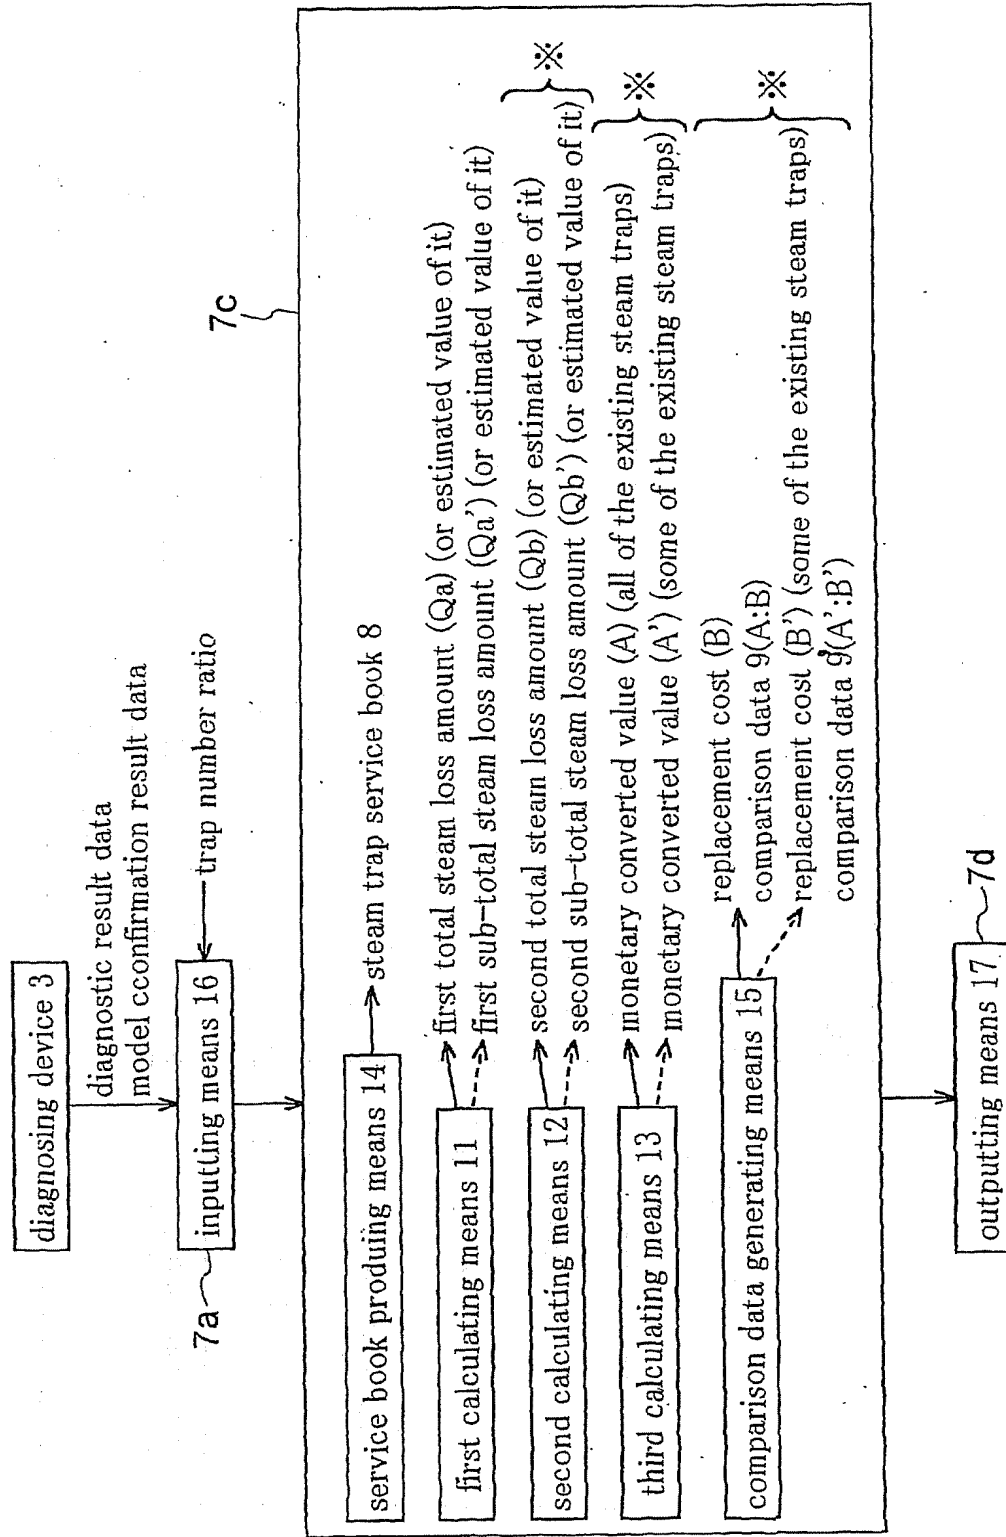 diagnosing device 3
diagnostic result data
model cconfirmation result data
7a
inputting means 16
trap number ratio
7c
service book produing means 14
steam trap service book 8
first calculating means 11
first total steam loss amount (Qa) (or estimated value of it)
first sub-total steam loss amount (Qa') (or estimated value of it)
second calculating means 12
second total steam loss amount (Qb) (or estimated value of it)
second sub-total steam loss amount (Qb') (or estimated value of it)
※
third calculating means 13
monetary converted value (A) (all of the existing steam traps)
monetary converted value (A') (some of the existing steam traps)
※
comparison data generating means 15
replacement cost (B)
comparison data 9(A:B)
replacement cost (B') (some of the existing steam traps)
comparison data 9'(A':B')
※
outputting means 17
7d